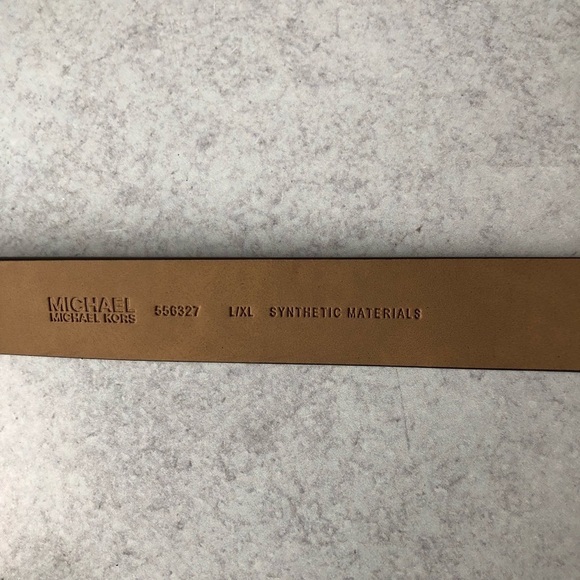 MICHAEL
MICHAEL KORS
556327 L/XL SYNTHETIC MATERIALS